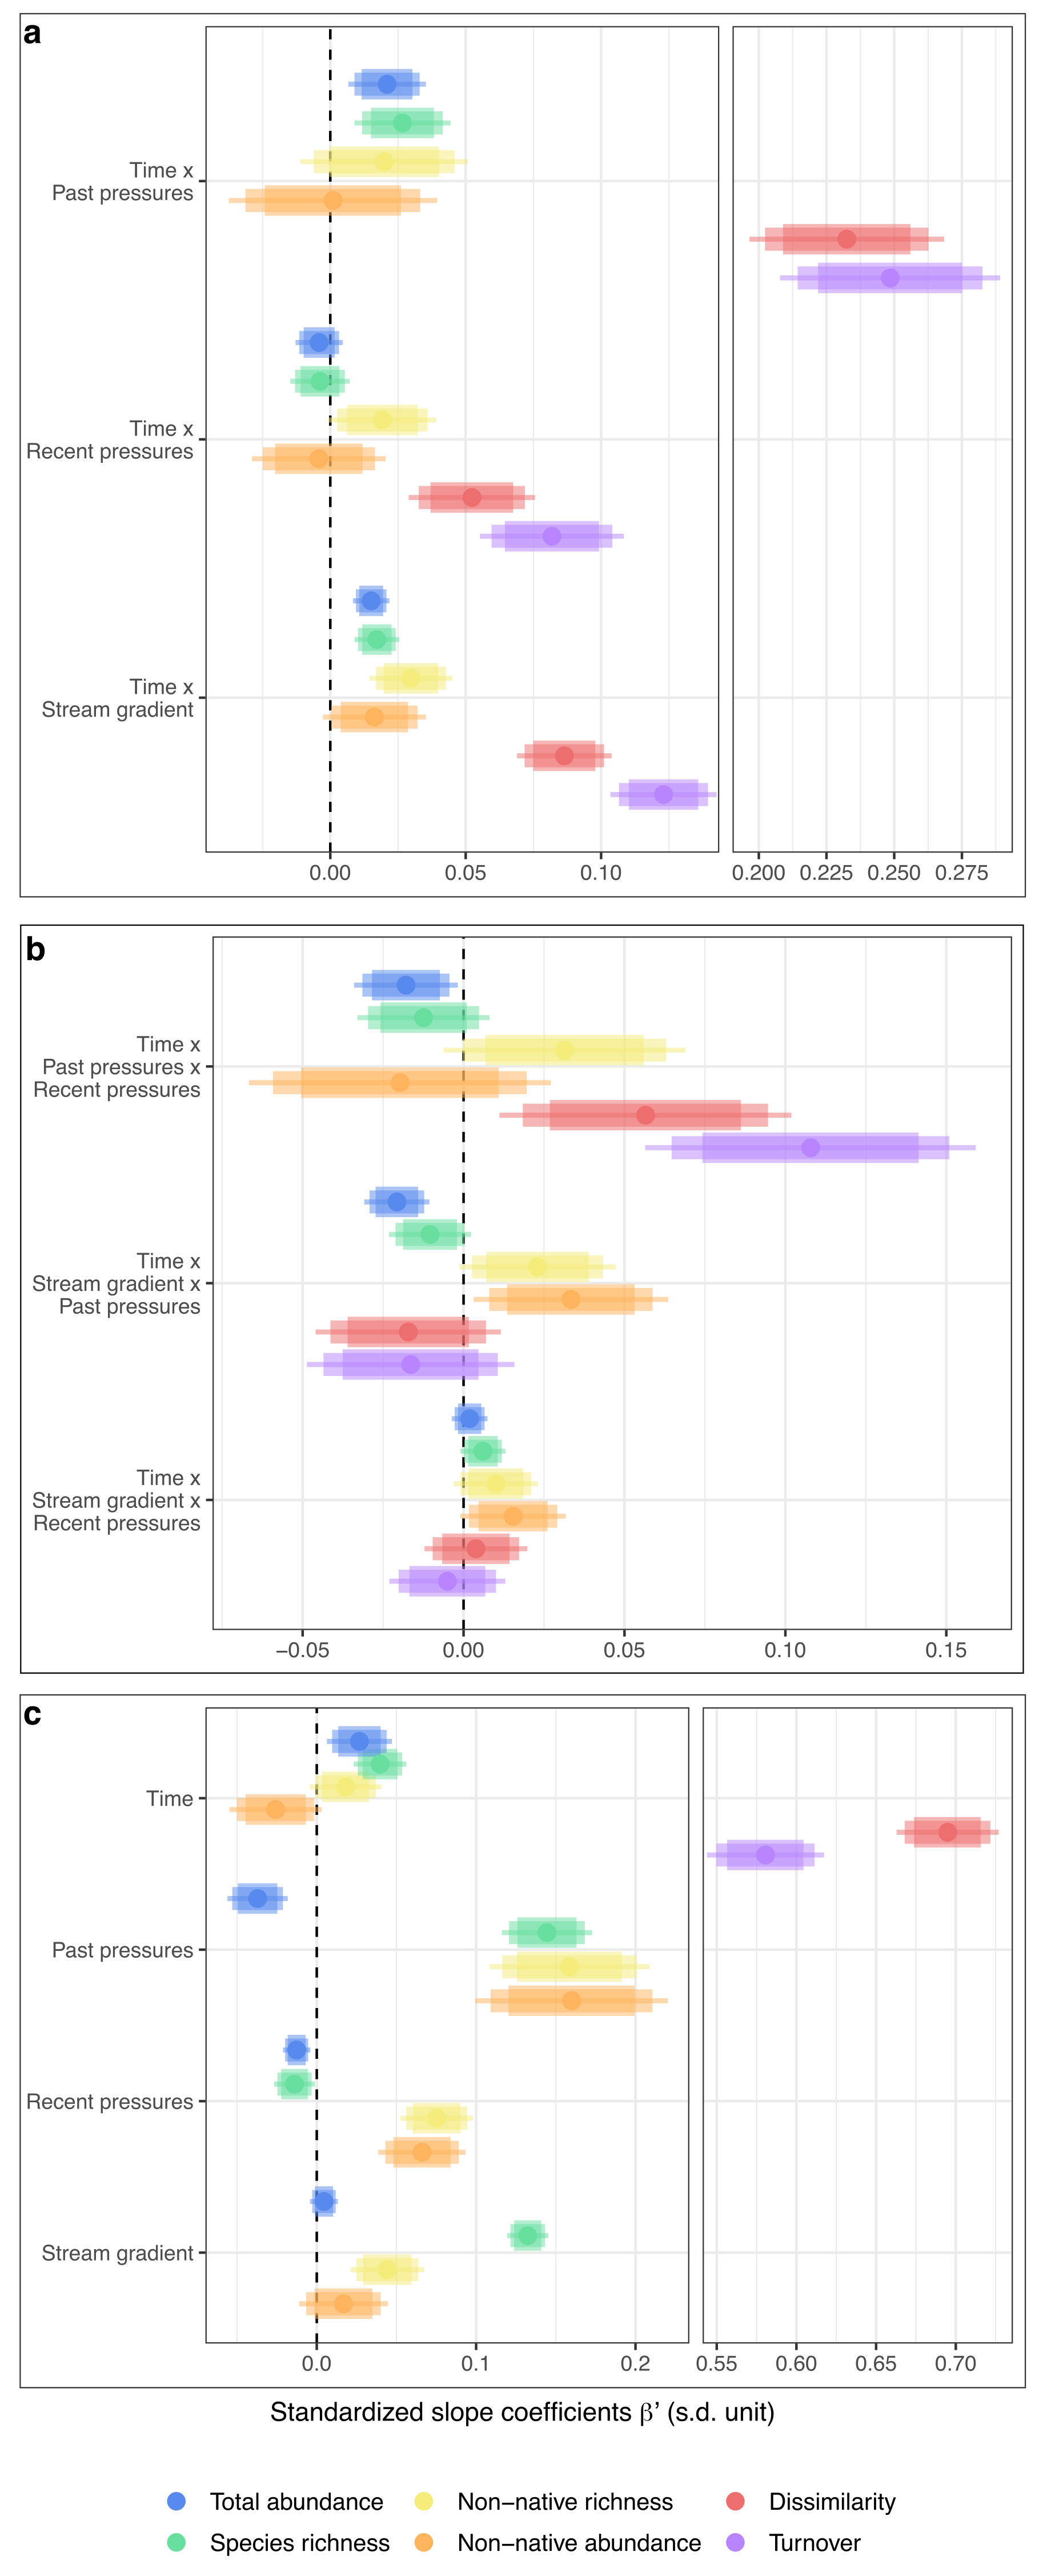 a
Time x
Past pressures
Time x
Recent pressures
Time x
Stream gradient
0.00 0.05 0.10 0.200 0.225 0.250 0.275
b
Time x
Past pressures x
Recent pressures
Time x
Stream gradient x
Past pressures
Time x
Stream gradient x
Recent pressures
−0.05 0.00 0.05 0.10 0.15
c
Time
Past pressures
Recent pressures
Stream gradient
0.0 0.1 0.2 0.55 0.60 0.65 0.70
Standardized slope coefficients β’ (s.d. unit)
Total abundance Non−native richness Dissimilarity
Species richness Non−native abundance Turnover